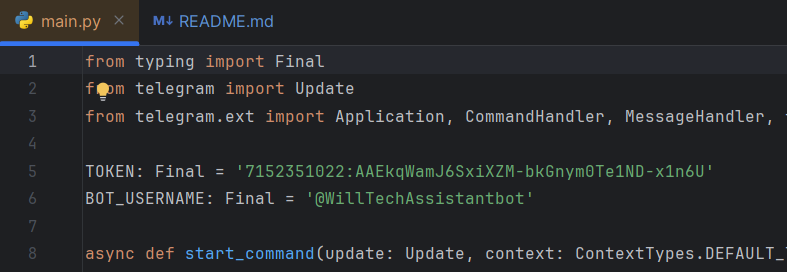 main.py
README.md
1 from typing import Final
2 from telegram import Update
3 from telegram.ext import Application, CommandHandler, MessageHandler,
4
5 TOKEN: Final = '7152351022:AAEkqWamJ6SxiXZM-bkGnym0Te1ND-x1n6U'
6 BOT_USERNAME: Final = '@WillTechAssistantbot'
7
8 async def start_command(update: Update, context: ContextTypes.DEFAULT_